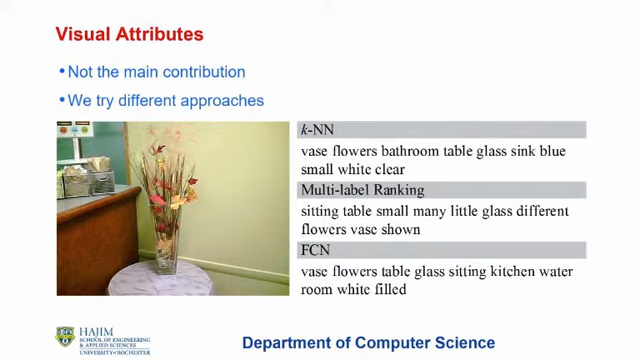 Visual Attributes
•Not the main contribution
•We try different approaches
k-NN
vase flowers bathroom table glass sink blue
small white clear
Multi-label Ranking
sitting table small many little glass different
flowers vase shown
FCN
vase flowers table glass sitting kitchen water
room white filled
HAJIM
SCHOOL OF ENGINEERING
& APPLIED SCIENCES
UNIVERSITY of ROCHESTER
Department of Computer Science